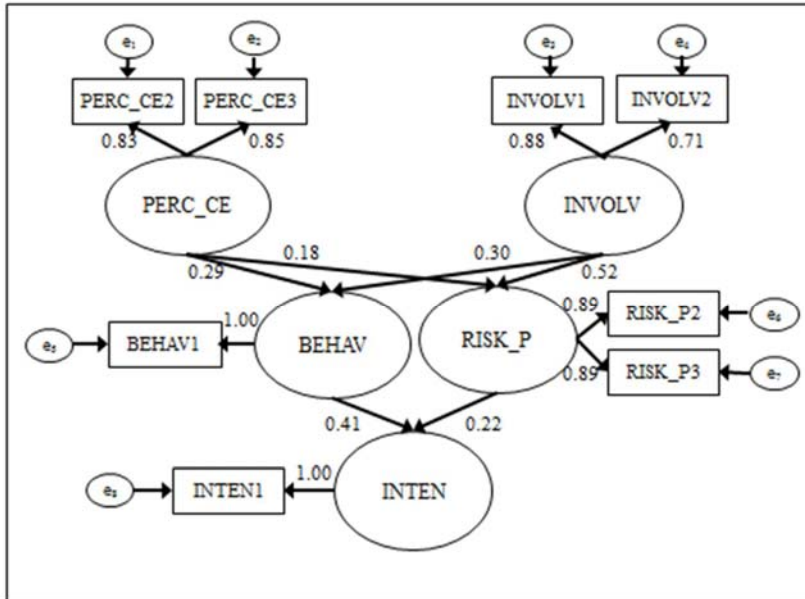 e₁
e₂
e₃
e₄
PERC_CE2
PERC_CE3
INVOLV1
INVOLV2
0.83
0.85
0.88
0.71
PERC_CE
INVOLV
0.29
0.18
0.30
0.52
e₅
BEHAV1
1.00
BEHAV
RISK_P
0.89
RISK_P2
e₆
0.89
RISK_P3
e₇
0.41
0.22
e₈
INTEN1
1.00
INTEN